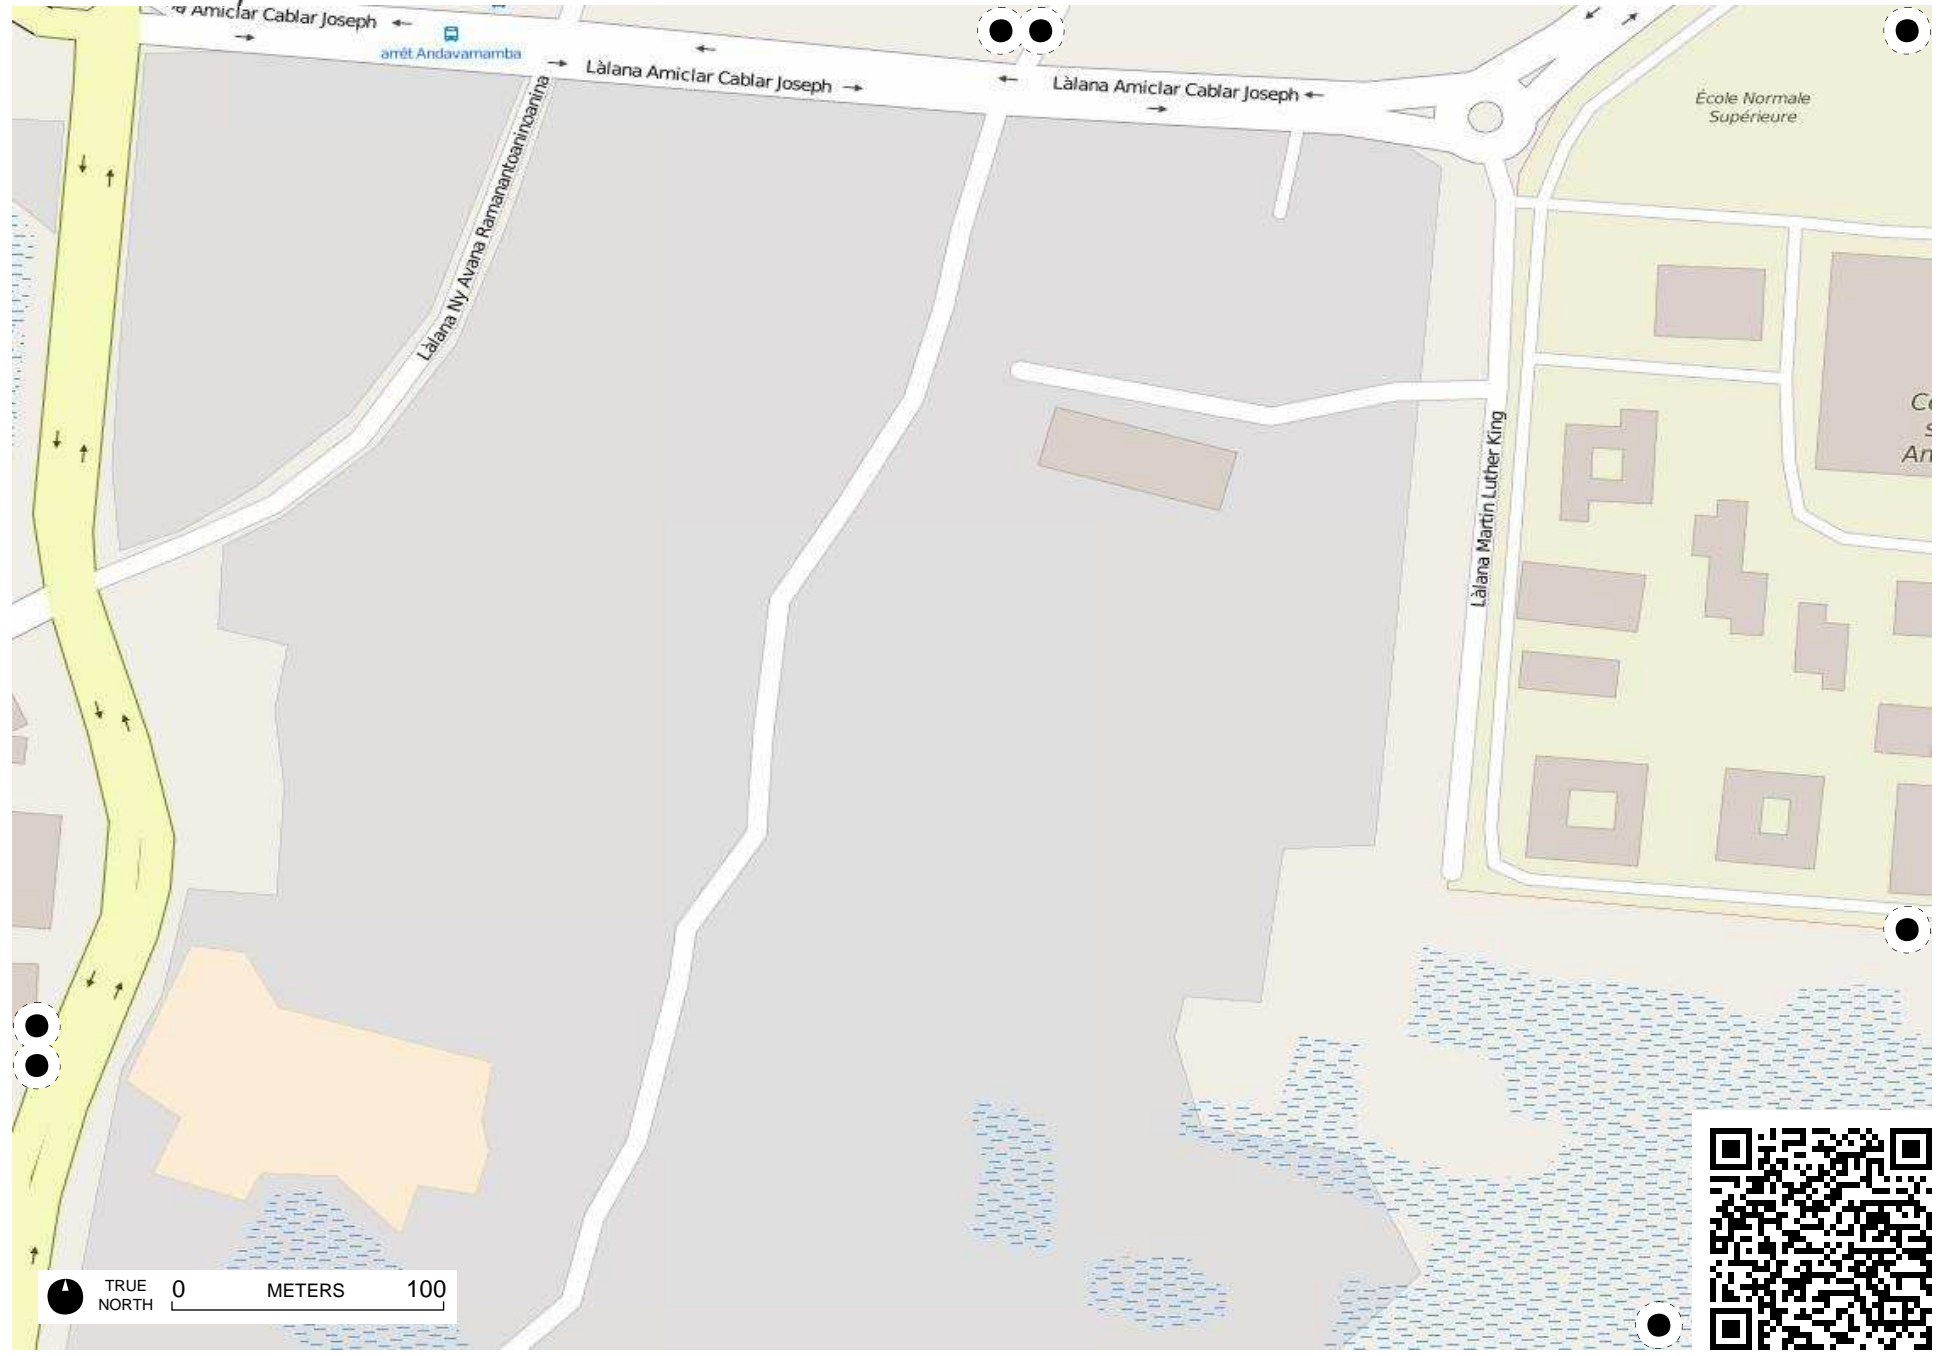 Amiclar Cablar Joseph
arrêt Andavamamba
Làlana Amiclar Cablar Joseph
Làlana Amiclar Cablar Joseph
École Normale
Supérieure
Làlana Ny Avana Ramanantoaninoanina
Làlana Martin Luther King
TRUE
NORTH
0 METERS 100